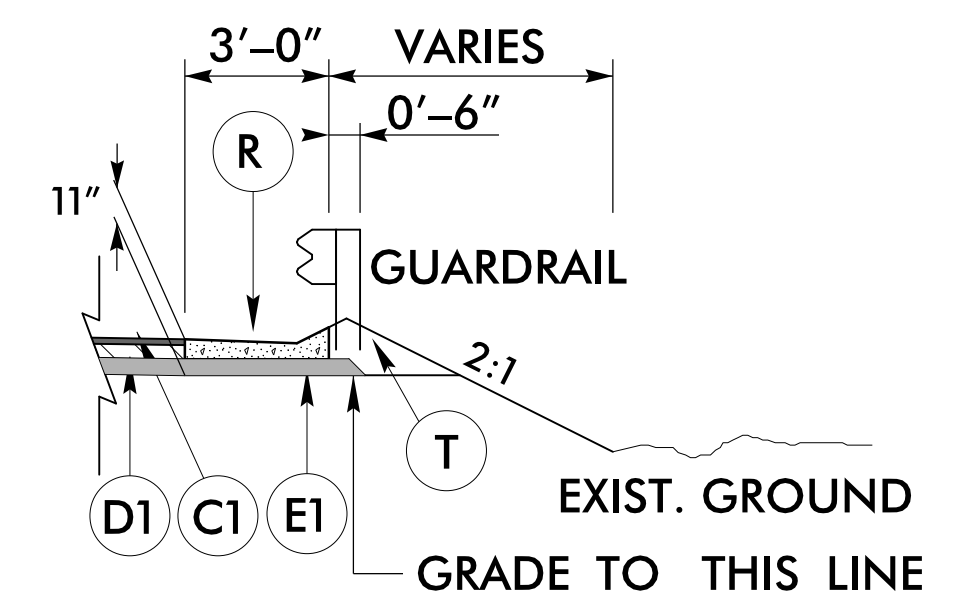 3'–0" VARIES
0'–6"
R
11"
GUARDRAIL
2:1
T
D1 C1 E1
EXIST. GROUND
GRADE TO THIS LINE